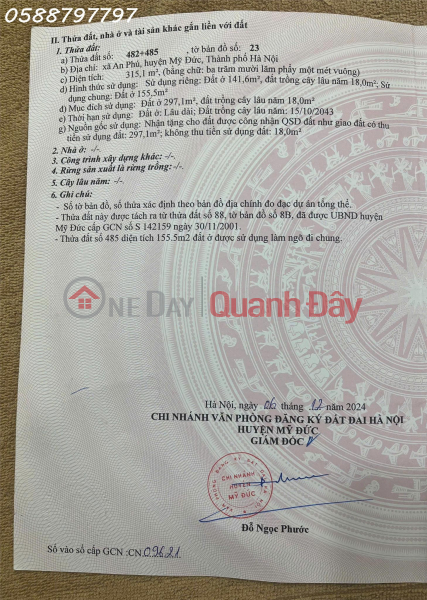 0588797797
II. Thửa đất, nhà ở và tài sản khác gắn liền với đất
1. Thửa đất:
a) Thửa đất số: 482+485 , tờ bản đồ số: 23
b) Địa chỉ: xã An Phú, huyện Mỹ Đức, Thành phố Hà Nội
c) Diện tích: 315,1 m², (bằng chữ: ba trăm mười lăm phẩy một mét vuông)
d) Hình thức sử dụng: Sử dụng riêng: Đất ở 141,6m², đất trồng cây lâu năm 18,0m²; Sử
dụng chung: Đất ở 155,5m²
đ) Mục đích sử dụng: Đất ở 297,1m², đất trồng cây lâu năm 18,0m²
e) Thời hạn sử dụng: Đất ở: Lâu dài; Đất trồng cây lâu năm: 15/10/2043
g) Nguồn gốc sử dụng: Nhận tặng cho đất được công nhận QSD đất như giao đất có thu
tiền sử dụng đất: 297,1m²; không thu tiền sử dụng đất: 18,0m²
2. Nhà ở: -/-.
3. Công trình xây dựng khác: -/-.
4. Rừng sản xuất là rừng trồng: -/-.
5. Cây lâu năm: -/-.
6. Ghi chú:
- Số tờ bản đồ, số thửa xác định theo bản đồ địa chính đo đạc dự án tổng thể.
- Thửa đất này được tách ra từ thửa đất số 88, tờ bản đồ số 8B, đã được UBND huyện
Mỹ Đức cấp GCN số S 142159 ngày 30/11/2001.
- Thửa đất số 485 diện tích 155.5m2 đất ở được sử dụng làm ngõ đi chung.
ONE DAY Quanh Đây
Hà Nội, ngày 06 tháng 12 năm 2024
CHI NHÁNH VĂN PHÒNG ĐĂNG KÝ ĐẤT ĐAI HÀ NỘI
HUYỆN MỸ ĐỨC
GIÁM ĐỐC
CHI NHÁNH
HUYỆN
MỸ ĐỨC
Đỗ Ngọc Phước
Số vào sổ cấp GCN :CN.09621